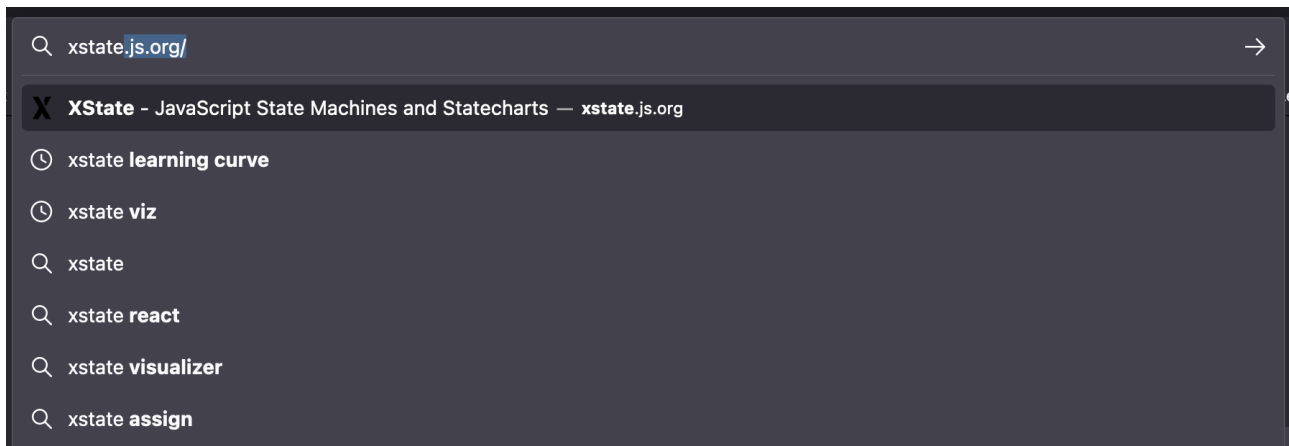 xstate.js.org/
XState - JavaScript State Machines and Statecharts — xstate.js.org
xstate learning curve
xstate viz
xstate
xstate react
xstate visualizer
xstate assign